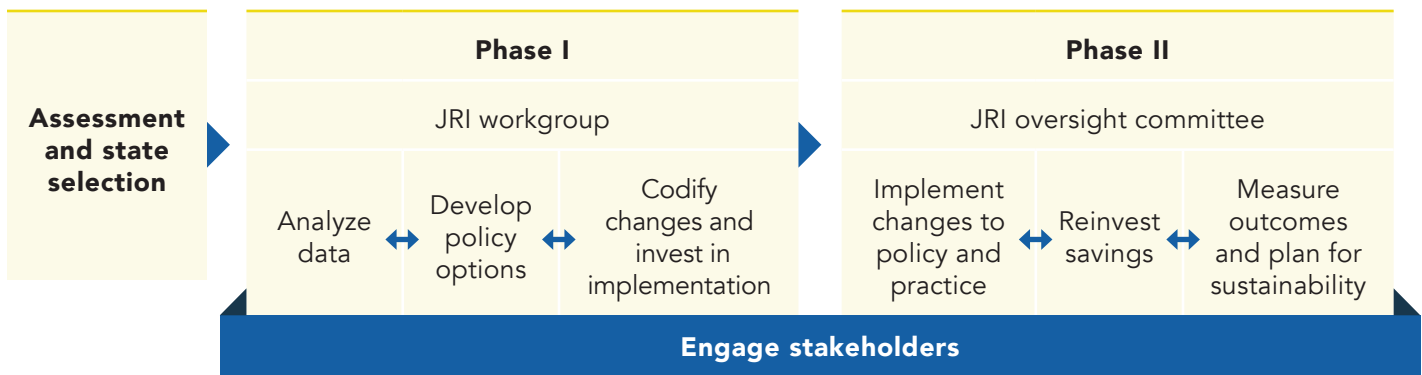 Assessment
and state
selection
Phase I
JRI workgroup
Analyze
data
Develop
policy
options
Codify
changes and
invest in
implementation
Phase II
JRI oversight committee
Implement
changes to
policy and
practice
Reinvest
savings
Measure
outcomes
and plan for
sustainability
Engage stakeholders